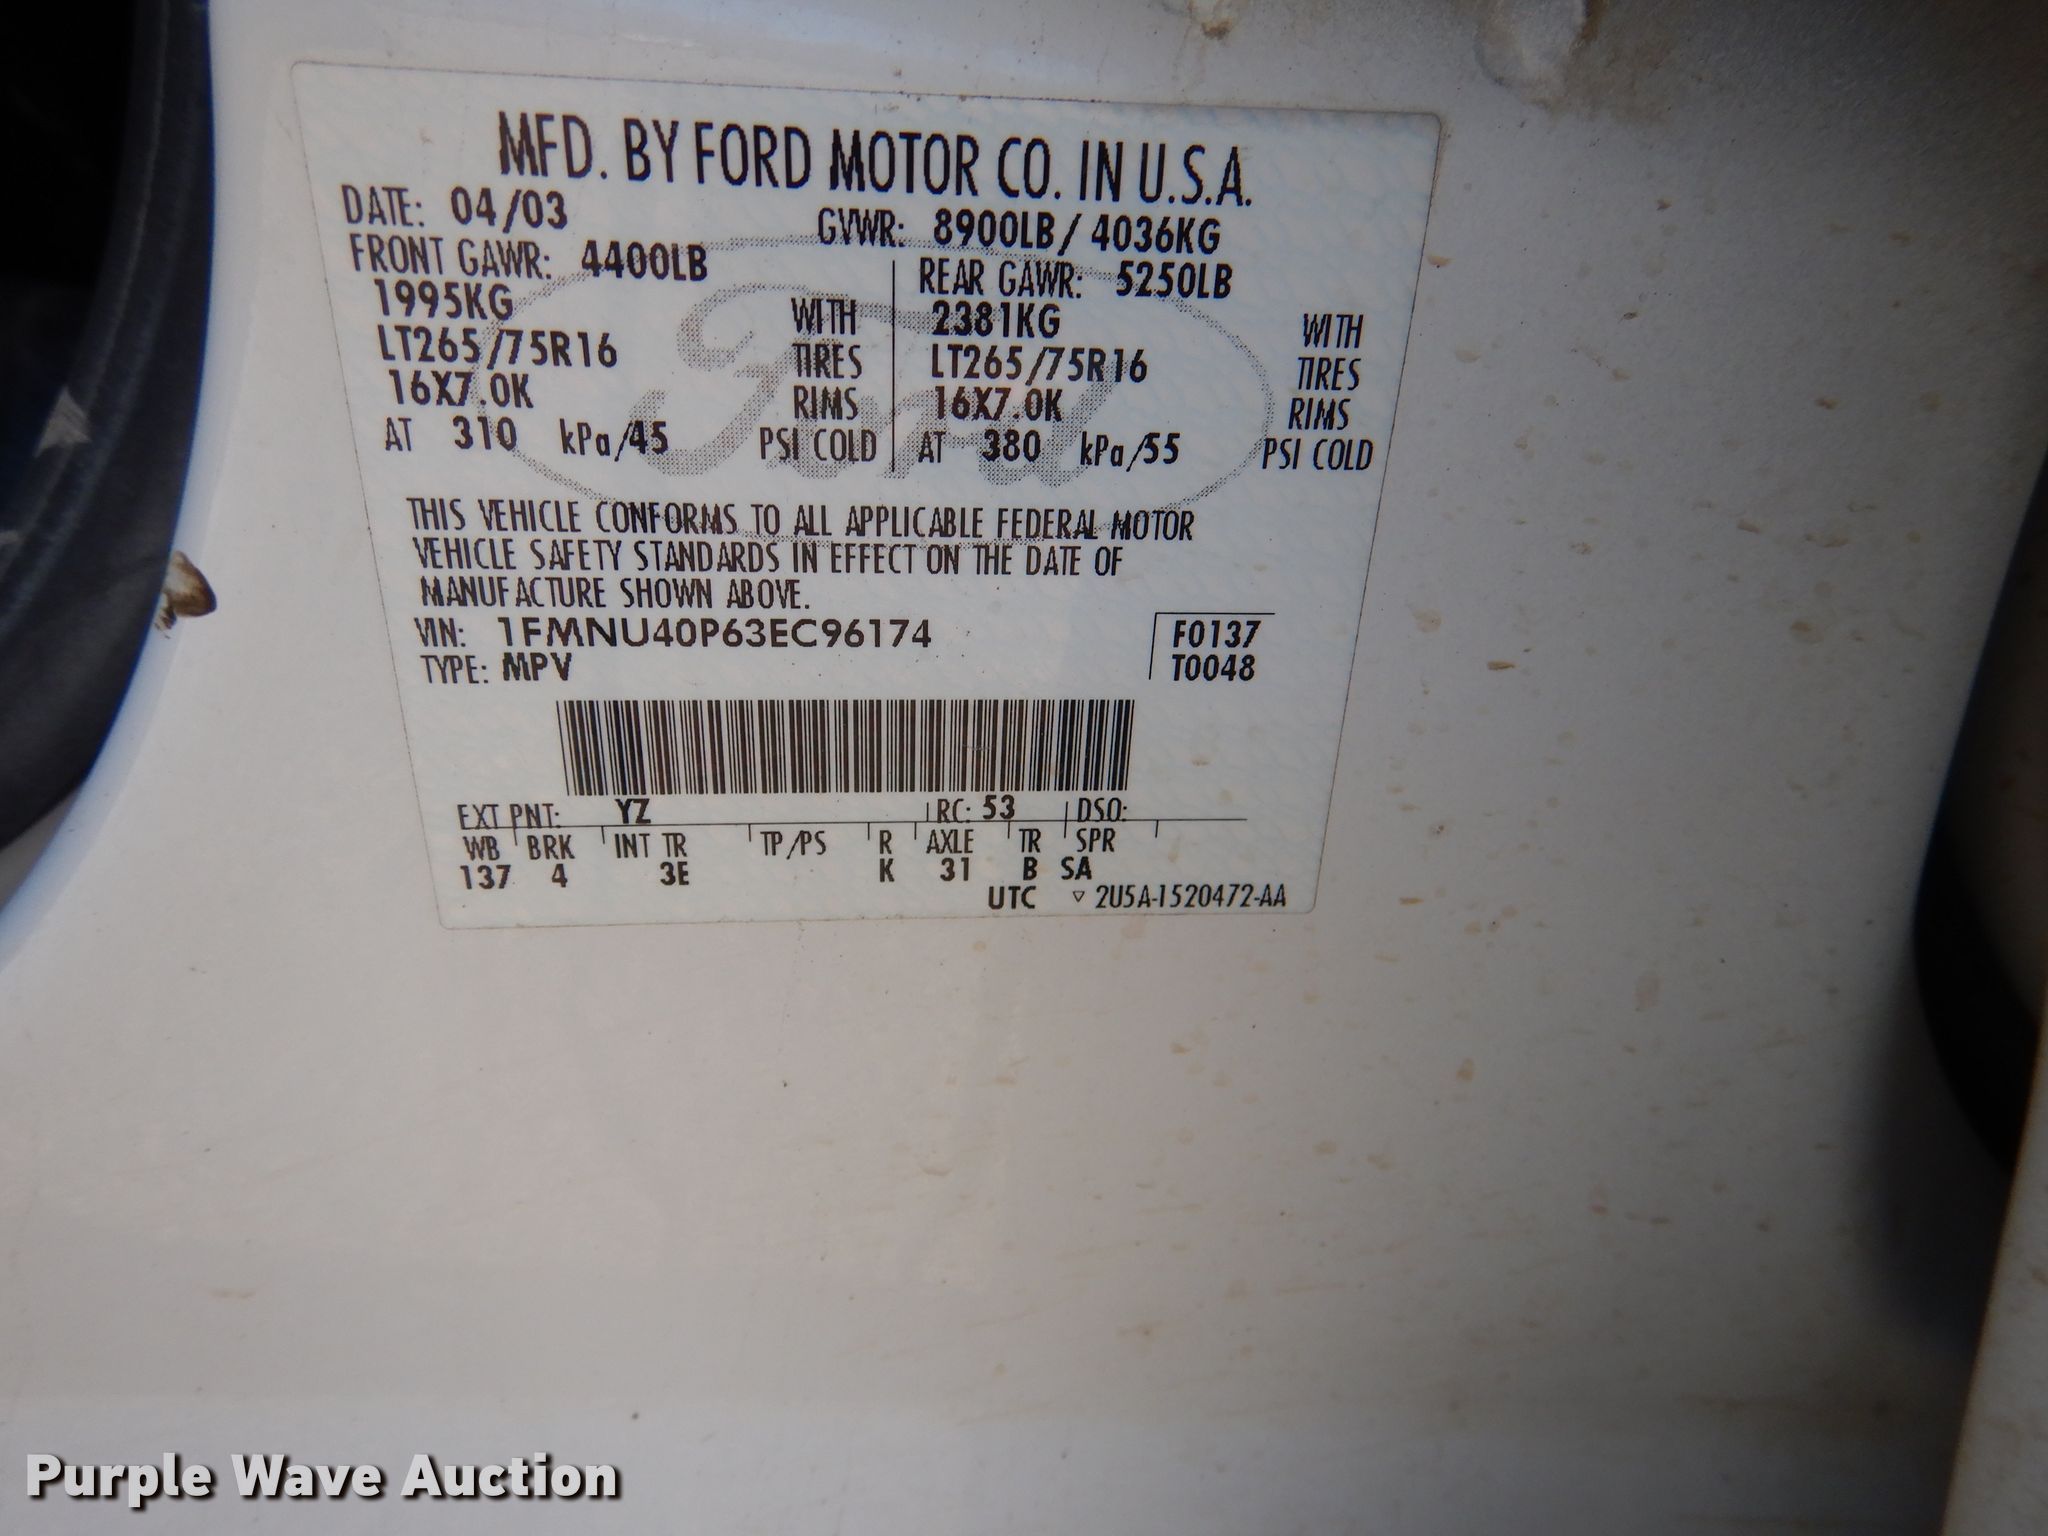 MFD. BY FORD MOTOR CO. IN U.S.A.
DATE: 04/03 GVWR: 8900LB/ 4036KG
FRONT GAWR: 4400LB REAR GAWR: 5250LB
1995KG WITH 2381KG WITH
LT265/75R16 TIRES LT265/75R16 TIRES
16X7.0K RIMS 16X7.0K RIMS
AT 310 kPa/45 PSI COLD AT 380 kPa/55 PSI COLD
Ford
THIS VEHICLE CONFORMS TO ALL APPLICABLE FEDERAL MOTOR
VEHICLE SAFETY STANDARDS IN EFFECT ON THE DATE OF
MANUFACTURE SHOWN ABOVE.
VIN: 1FMNU40P63EC96174 F0137
TYPE: MPV T0048
EXT PNT: YZ RC: 53 DSO:
WB BRK INT TR TP/PS R AXLE TR SPR
137 4 3E K 31 B SA
UTC ▽ 2U5A-1520472-AA
Purple Wave Auction